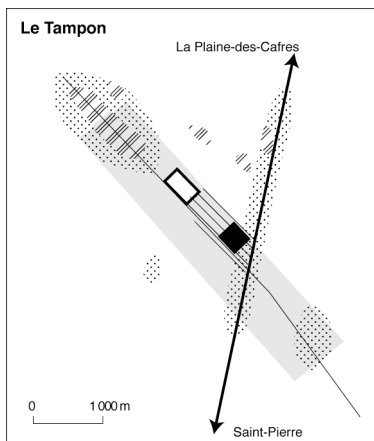 Le Tampon
La Plaine-des-Cafres
0 1 000 m
Saint-Pierre